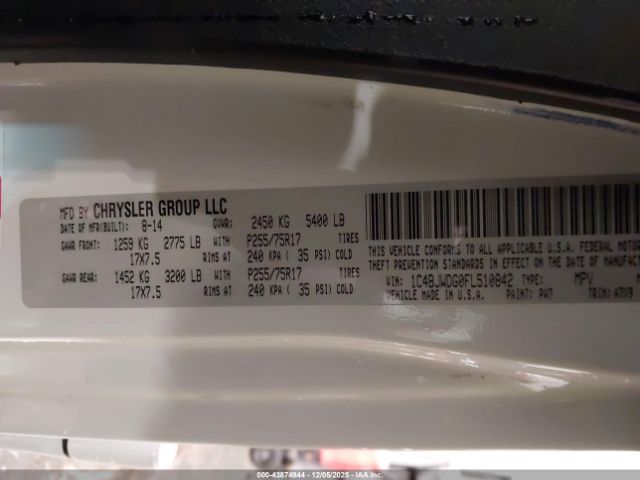 MFD BY CHRYSLER GROUP LLC
DATE OF MFR(BUILT): 8-14 GVWR: 2450 KG 5400 LB
GAWR FRONT: 1259 KG 2775 LB WITH P255/75R17 TIRES
17X7.5 RIMS AT 240 KPA ( 35 PSI) COLD
GAWR REAR: 1452 KG 3200 LB WITH P255/75R17 TIRES
17X7.5 RIMS AT 240 KPA ( 35 PSI) COLD
THIS VEHICLE CONFORMS TO ALL APPLICABLE U.S.A. FEDERAL MOTOR
THEFT PREVENTION STANDARDS IN EFFECT ON THE DATE OF MANUFAC
VIN: 1C4BJWDG0FL510842 TYPE: MPV
VEHICLE MADE IN U.S.A. PAINT: PW7 TRIM: A7X9
000-43874944 | 12/05/2025 - IAA Inc.